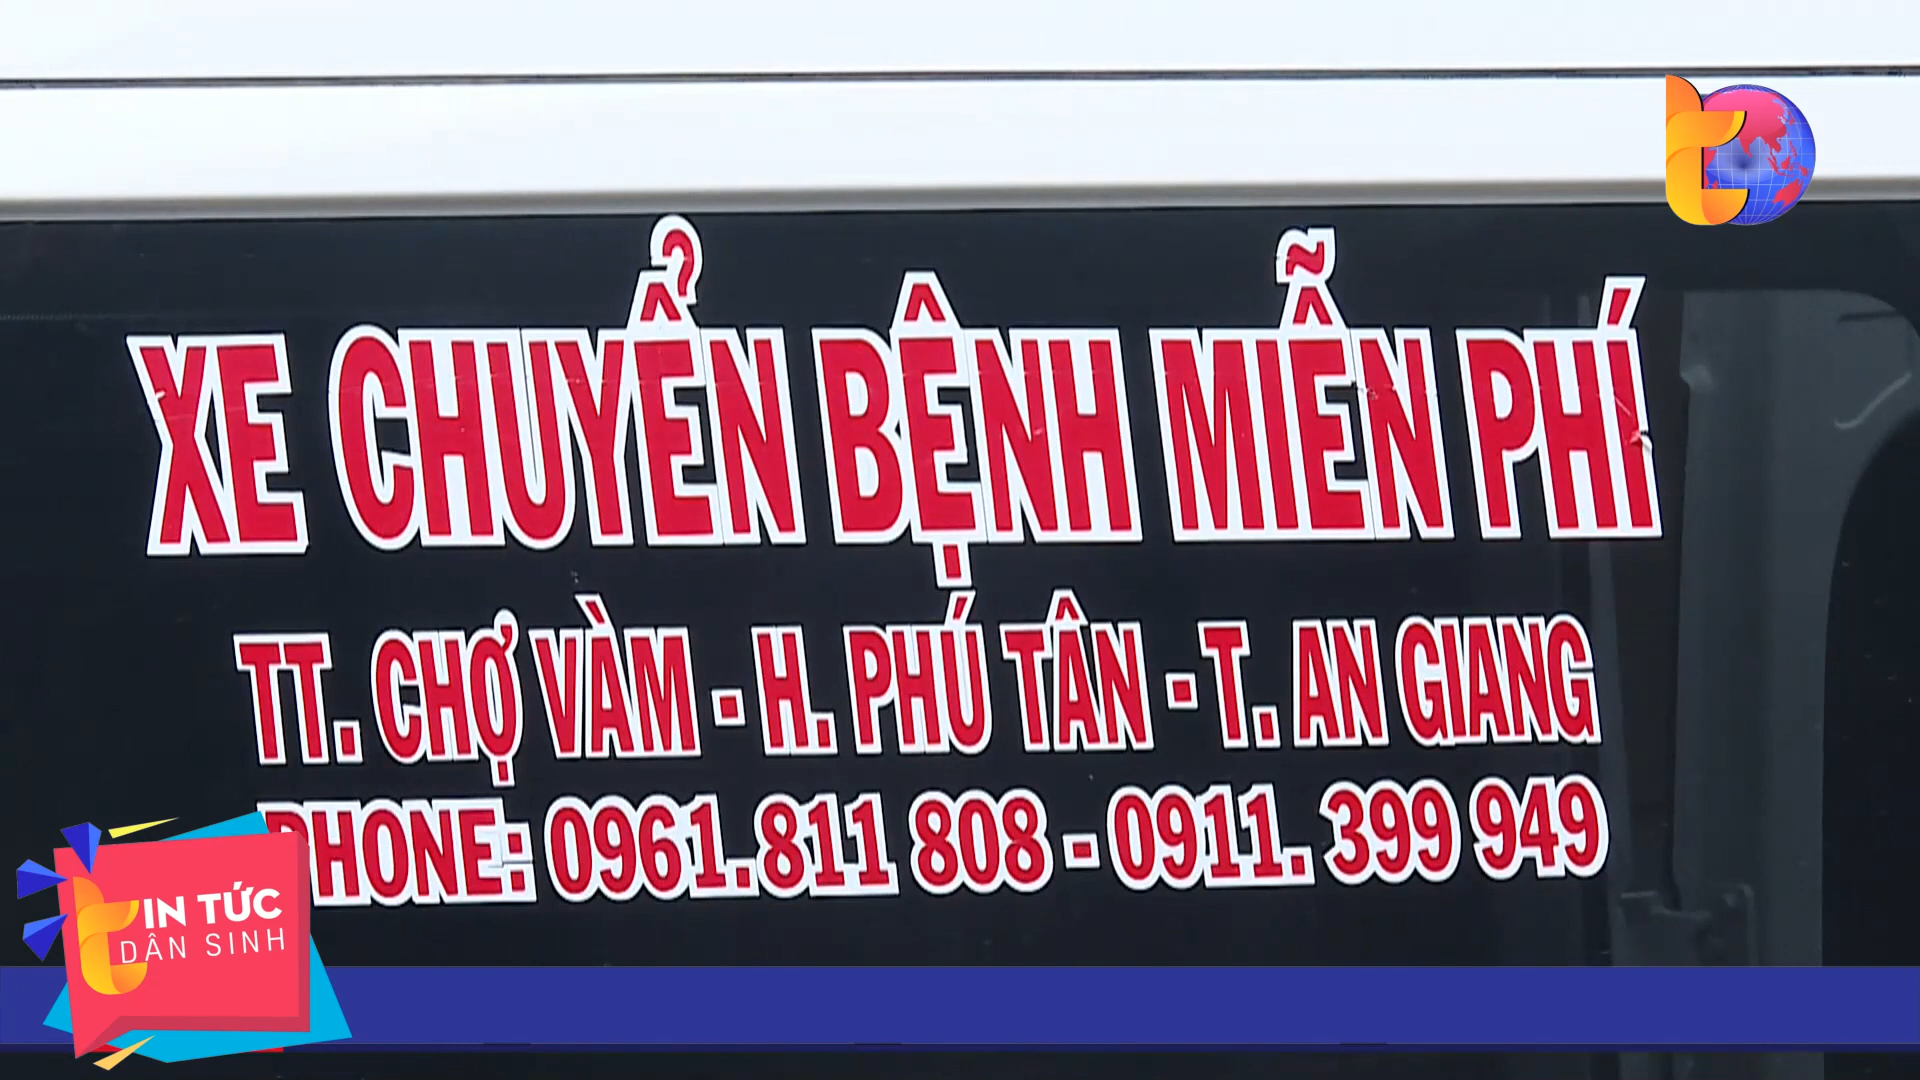 XE CHUYỂN BỆNH MIỄN PHÍ
TT. CHỢ VÀM - H. PHÚ TÂN - T. AN GIANG
PHONE: 0961.811 808 - 0911. 399 949
TIN TỨC
DÂN SINH